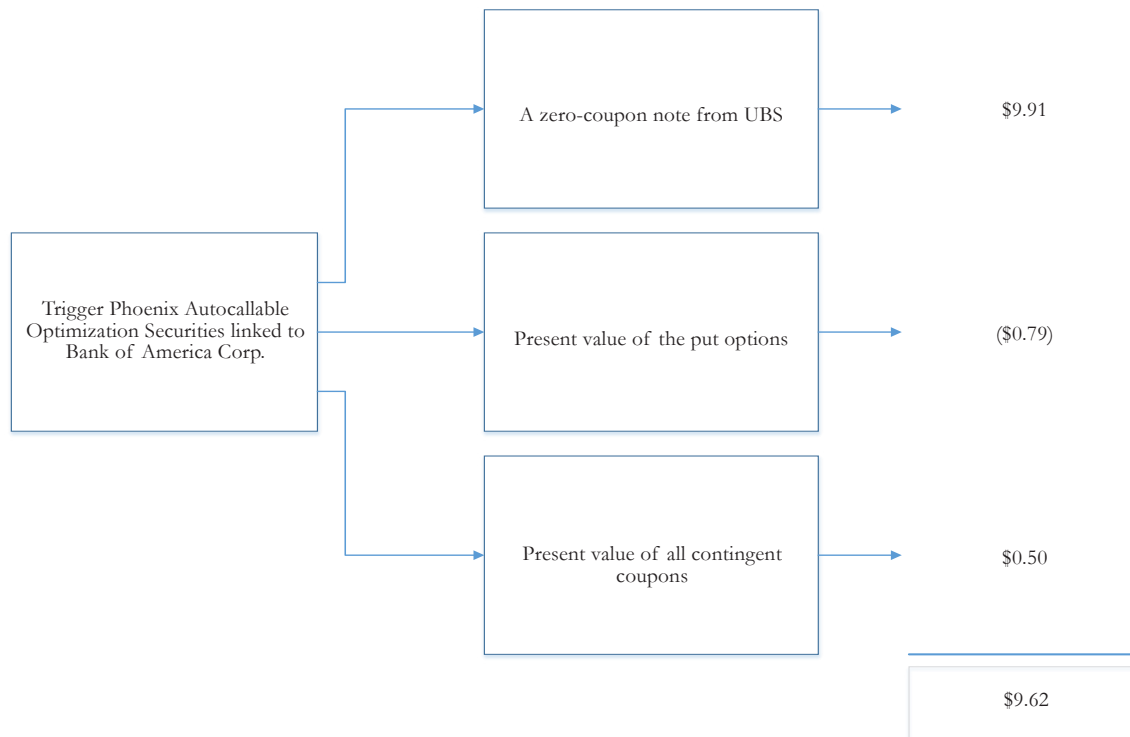 A zero-coupon note from UBS
$9.91
Trigger Phoenix Autocallable
Optimization Securities linked to
Bank of America Corp.
Present value of the put options
($0.79)
Present value of all contingent
coupons
$0.50
$9.62